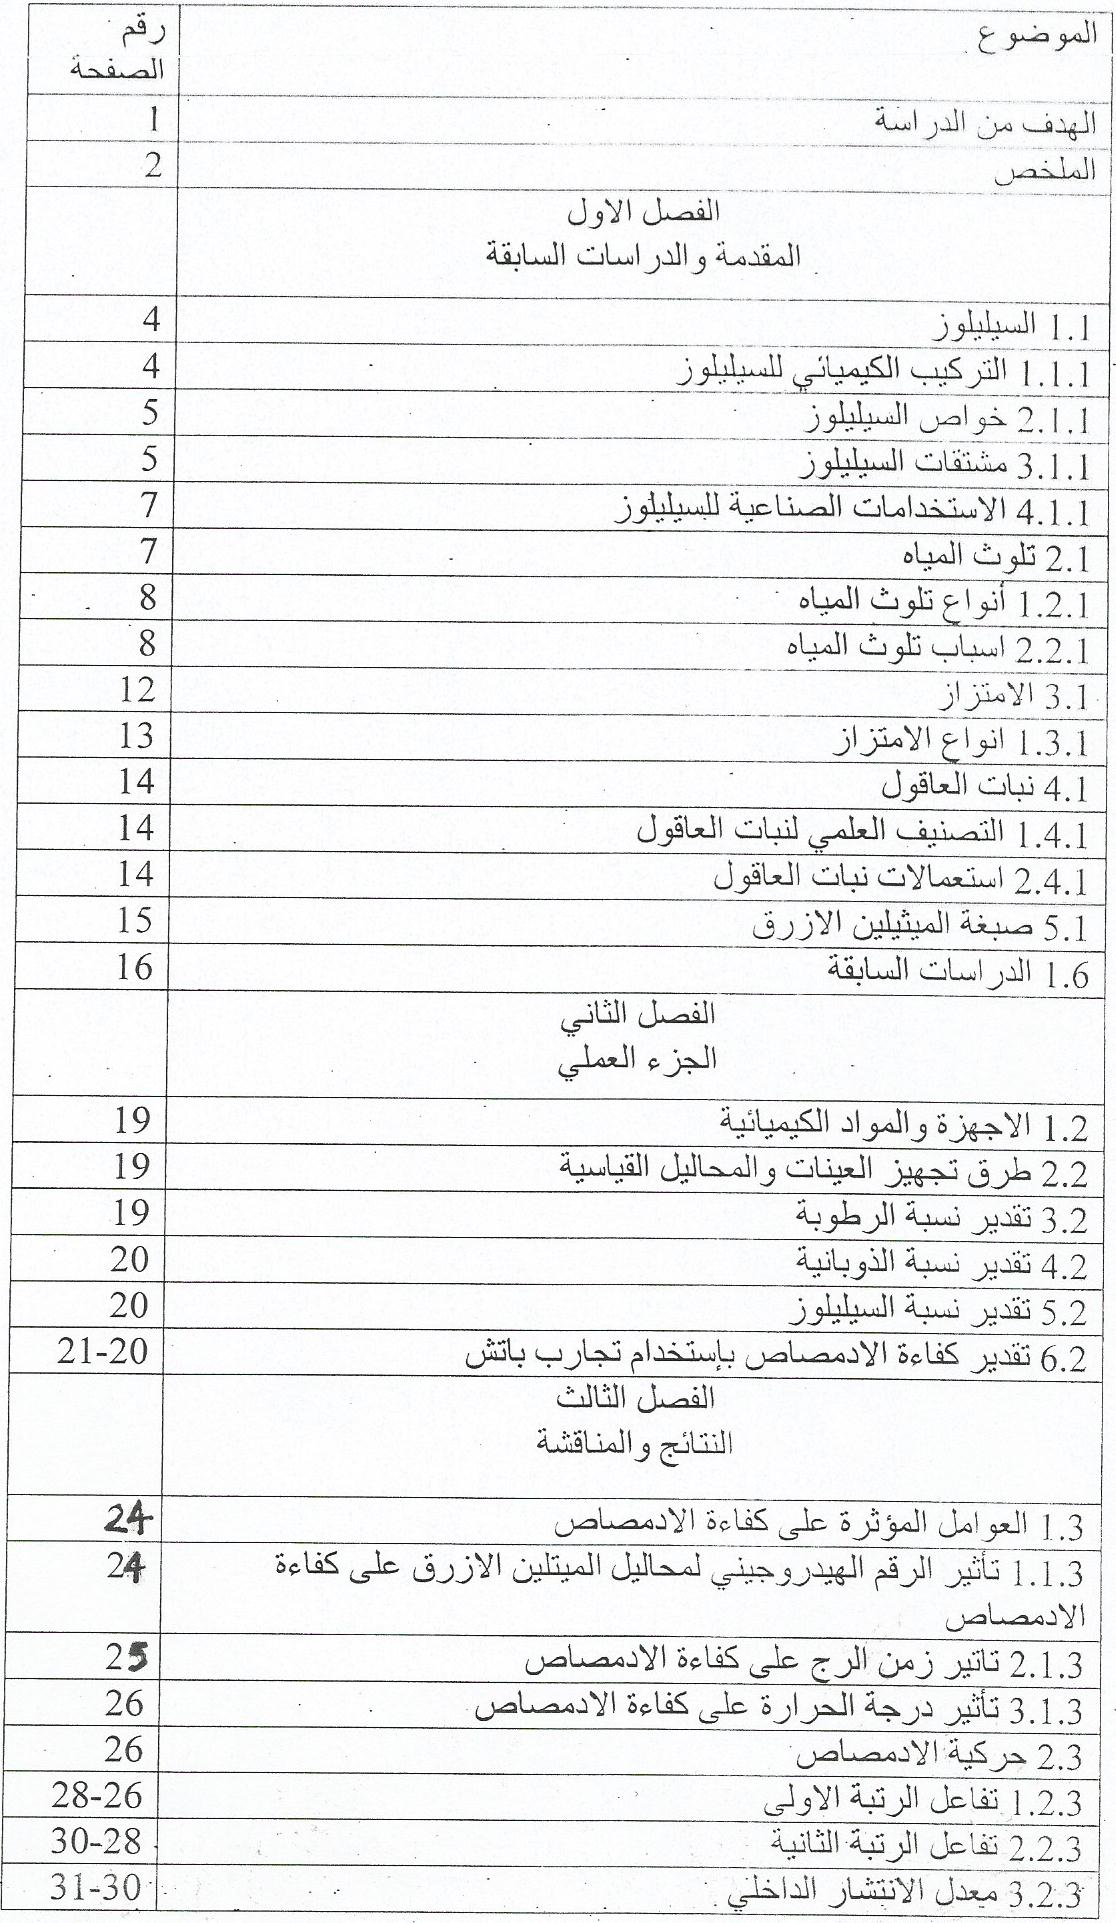 الموضوع رقم
الصفحة
الهدف من الدراسة 1
الملخص 2
الفصل الاول
المقدمة والدراسات السابقة
1.1 السيليلوز 4
1.1.1 التركيب الكيميائي للسيليلوز 4
2.1.1 خواص السيليلوز 5
3.1.1 مشتقات السيليلوز 5
4.1.1 الاستخدامات الصناعية للسيليلوز 7
2.1 تلوث المياه 7
1.2.1 أنواع تلوث المياه 8
2.2.1 اسباب تلوث المياه 8
3.1 الامتزاز 12
1.3.1 انواع الامتزاز 13
4.1 نبات العاقول 14
1.4.1 التصنيف العلمي لنبات العاقول 14
2.4.1 استعمالات نبات العاقول 14
5.1 صبغة الميثيلين الازرق 15
1.6 الدراسات السابقة 16
الفصل الثاني
الجزء العملي
1.2 الاجهزة والمواد الكيميائية 19
2.2 طرق تجهيز العينات والمحاليل القياسية 19
3.2 تقدير نسبة الرطوبة 19
4.2 تقدير نسبة الذوبانية 20
5.2 تقدير نسبة السيليلوز 20
6.2 تقدير كفاءة الادمصاص بإستخدام تجارب باتش 21-20
الفصل الثالث
النتائج والمناقشة
1.3 العوامل المؤثرة على كفاءة الادمصاص 24
1.1.3 تأثير الرقم الهيدروجيني لمحاليل الميتلين الازرق على كفاءة 24
الادمصاص
2.1.3 تاتير زمن الرج على كفاءة الادمصاص 25
3.1.3 تأثير درجة الحرارة على كفاءة الادمصاص 26
2.3 حركية الادمصاص 26
1.2.3 تفاعل الرتبة الاولى 28-26
2.2.3 تفاعل الرتبة الثانية 30-28
3.2.3 معدل الانتشار الداخلي 31-30